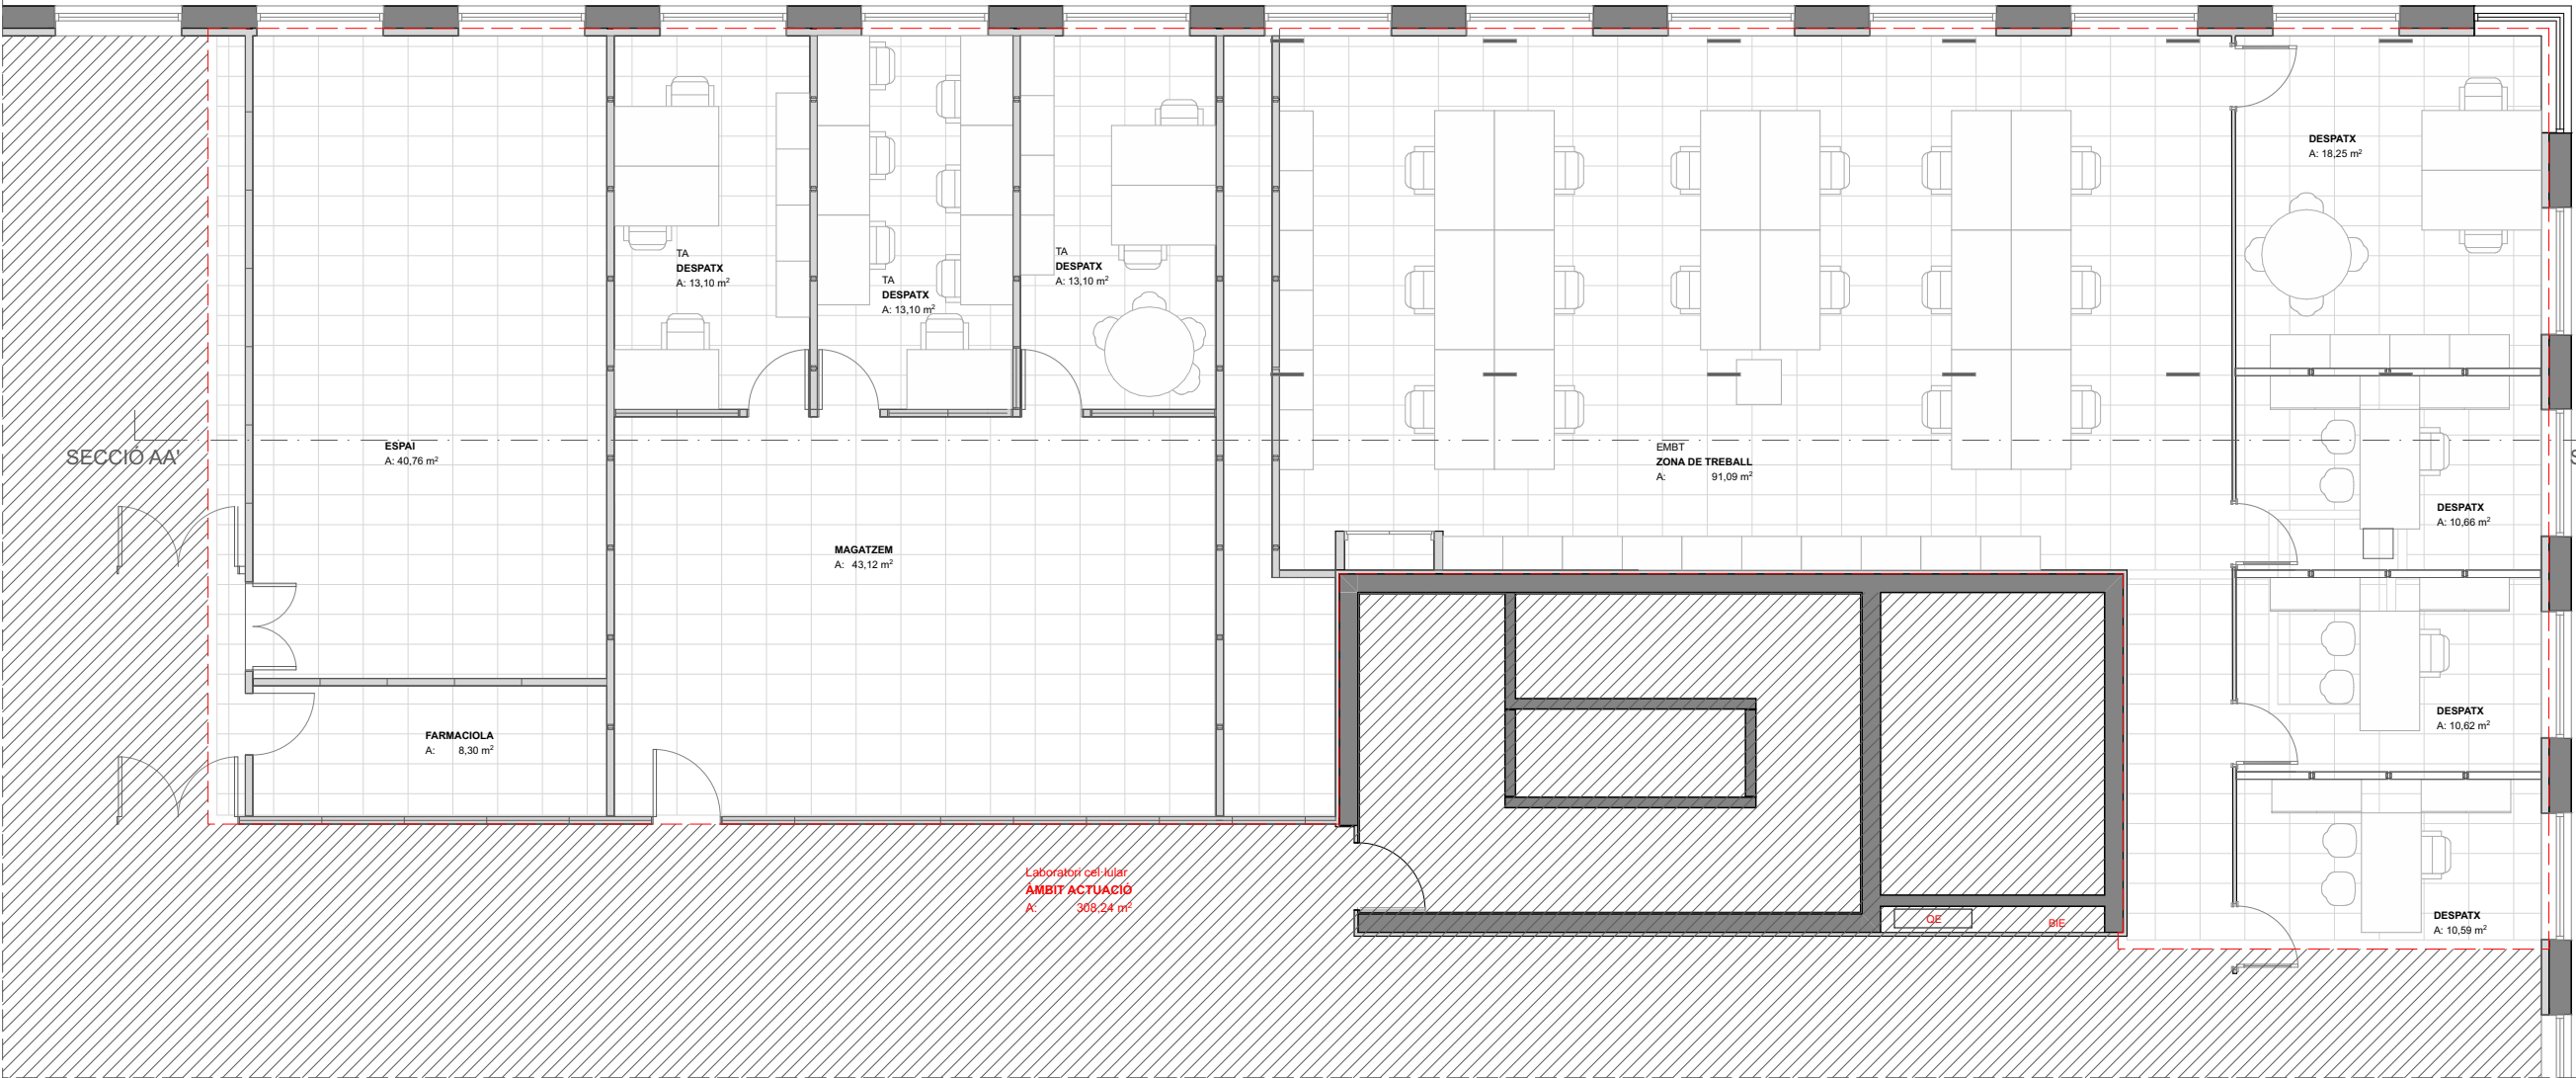 DESPATX
A: 18,25 m²
TA
DESPATX
A: 13,10 m²
TA
DESPATX
A: 13,10 m²
TA
DESPATX
A: 13,10 m²
SECCIÓ AA'
ESPAI
A: 40,76 m²
EMBT
ZONA DE TREBALL
A: 91,09 m²
S
DESPATX
A: 10,66 m²
MAGATZEM
A: 43,12 m²
FARMACIOLA
A: 8,30 m²
DESPATX
A: 10,62 m²
Laboratori cel·lular
ÀMBIT ACTUACIÓ
A: 308,24 m²
QE
BIE
DESPATX
A: 10,59 m²